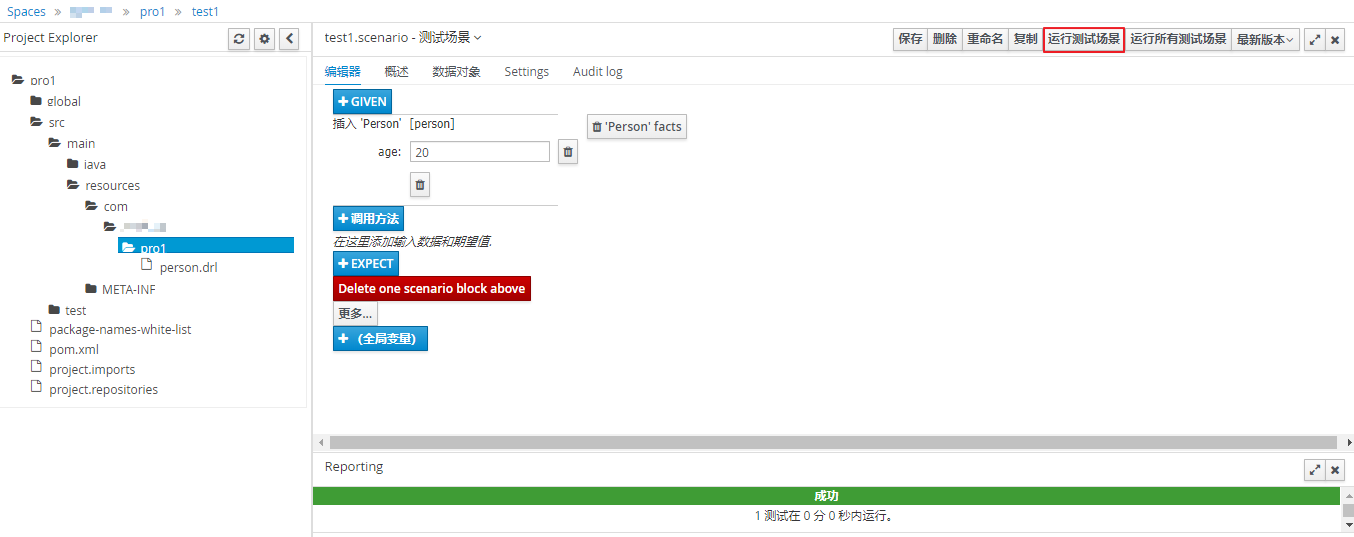 Spaces » » pro1 » test1
Project Explorer
pro1
global
src
main
java
resources
com
pro1
person.drl
META-INF
test
package-names-white-list
pom.xml
project.imports
project.repositories
test1.scenario - 测试场景
保存 删除 重命名 复制 运行测试场景 运行所有测试场景 最新版本
编辑器 概述 数据对象 Settings Audit log
+ GIVEN
插入 'Person' [person] 'Person' facts
age: 20
+ 调用方法
在这里添加输入数据和期望值.
+ EXPECT
Delete one scenario block above
更多...
+ (全局变量)
Reporting
成功
1 测试在 0 分 0 秒内运行。